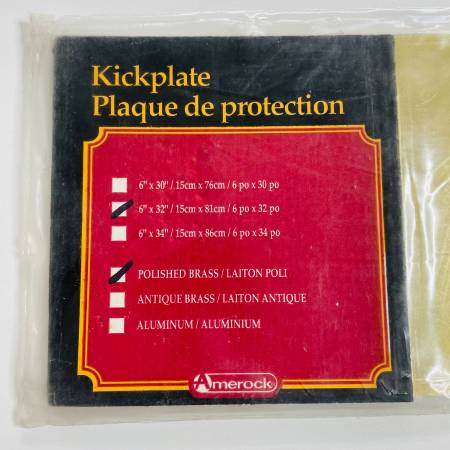 Kickplate
Plaque de protection
6" x 30" / 15cm x 76cm / 6 po x 30 po
6" x 32" / 15cm x 81cm / 6 po x 32 po
6" x 34" / 15cm x 86cm / 6 po x 34 po
POLISHED BRASS / LAITON POLI
ANTIQUE BRASS / LAITON ANTIQUE
ALUMINUM / ALUMINIUM
Amerock